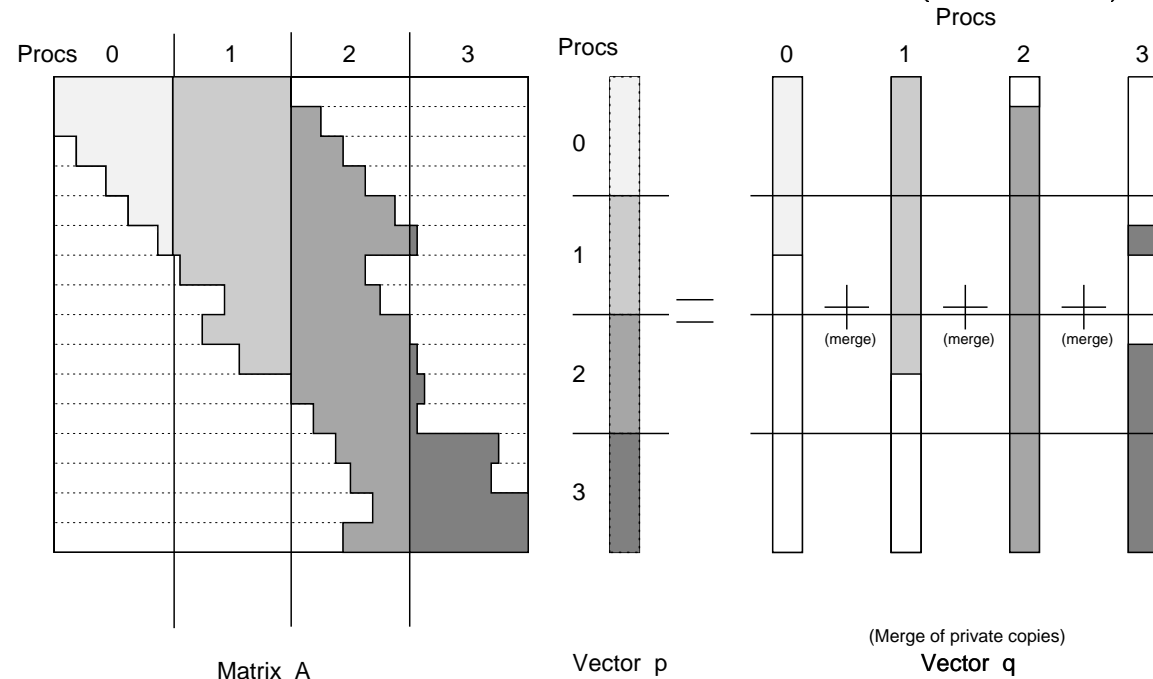 Procs
Procs 0 1 2 3
Procs
0 1 2 3
0
1
2
3
(merge) (merge) (merge)
(Merge of private copies)
Matrix A
Vector p
Vector q